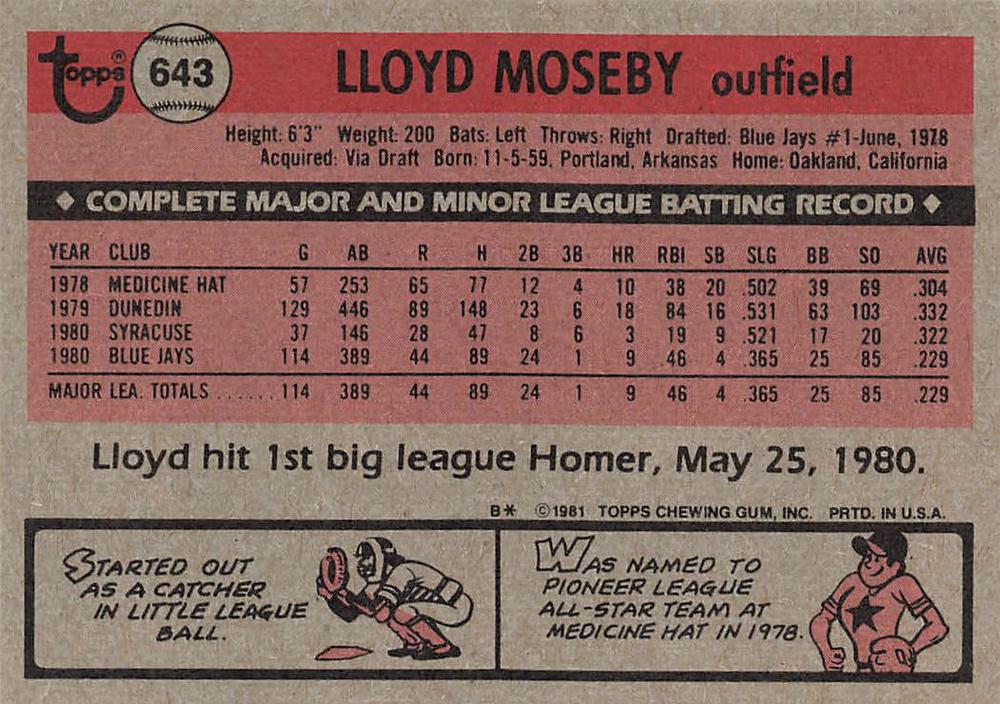 Topps® 643 LLOYD MOSEBY outfield
Height: 6'3" Weight: 200 Bats: Left Throws: Right Drafted: Blue Jays #1-June, 1978
Acquired: Via Draft Born: 11-5-59, Portland, Arkansas Home: Oakland, California
◆ COMPLETE MAJOR AND MINOR LEAGUE BATTING RECORD ◆
YEAR CLUB G AB R H 2B 3B HR RBI SB SLG BB SO AVG
1978 MEDICINE HAT 57 253 65 77 12 4 10 38 20 .502 39 69 .304
1979 DUNEDIN 129 446 89 148 23 6 18 84 16 .531 63 103 .332
1980 SYRACUSE 37 146 28 47 8 6 3 19 9 .521 17 20 .322
1980 BLUE JAYS 114 389 44 89 24 1 9 46 4 .365 25 85 .229
MAJOR LEA. TOTALS ...... 114 389 44 89 24 1 9 46 4 .365 25 85 .229
Lloyd hit 1st big league Homer, May 25, 1980.
B* ©1981 TOPPS CHEWING GUM, INC. PRTD. IN U.S.A.
STARTED OUT
AS A CATCHER
IN LITTLE LEAGUE
BALL.
WAS NAMED TO
PIONEER LEAGUE
ALL-STAR TEAM AT
MEDICINE HAT IN 1978.